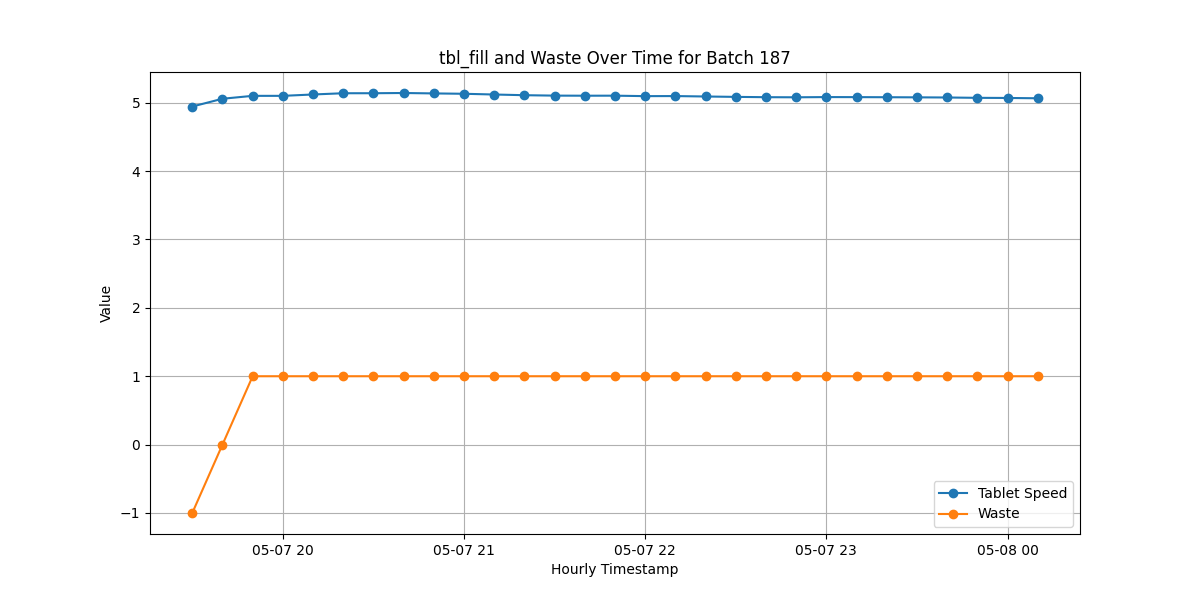 tbl_fill and Waste Over Time for Batch 187
Value
5
4
3
2
1
0
−1
Tablet Speed
Waste
05-07 20
05-07 21
05-07 22
05-07 23
05-08 00
Hourly Timestamp